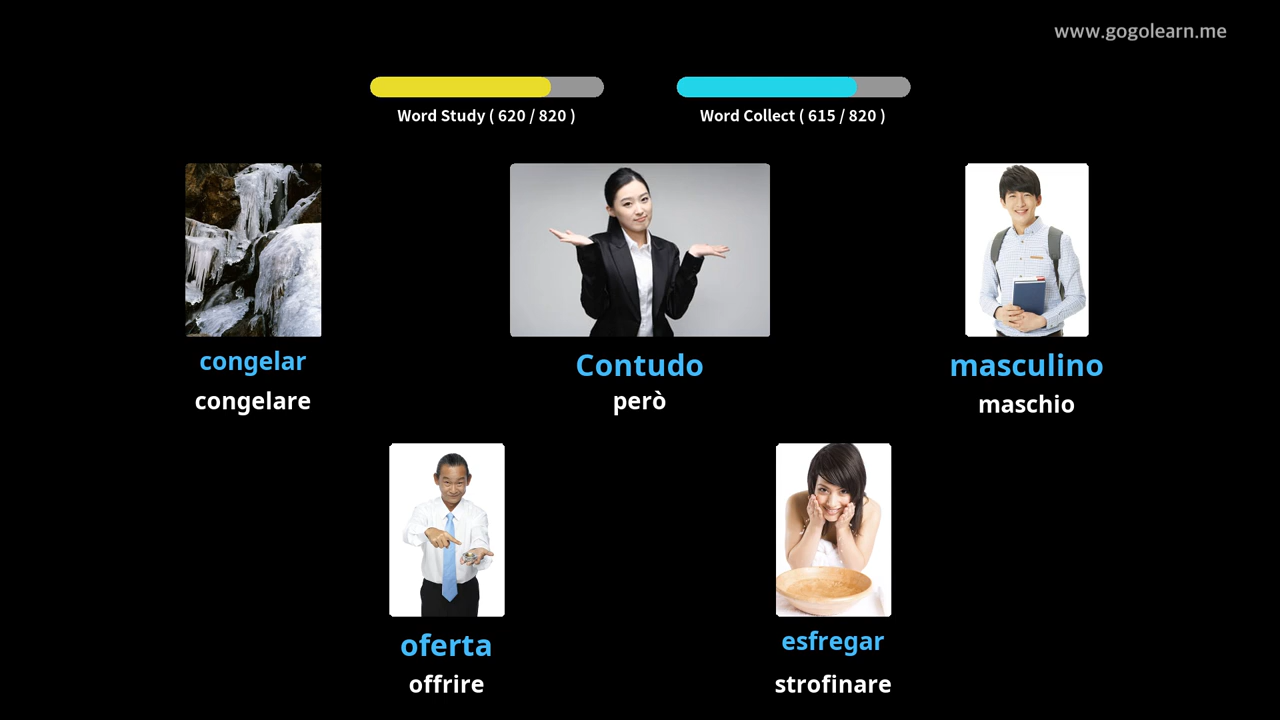 www.gogolearn.me
Word Study ( 620 / 820 )
Word Collect ( 615 / 820 )
congelar
congelare
Contudo
però
masculino
maschio
oferta
offrire
esfregar
strofinare